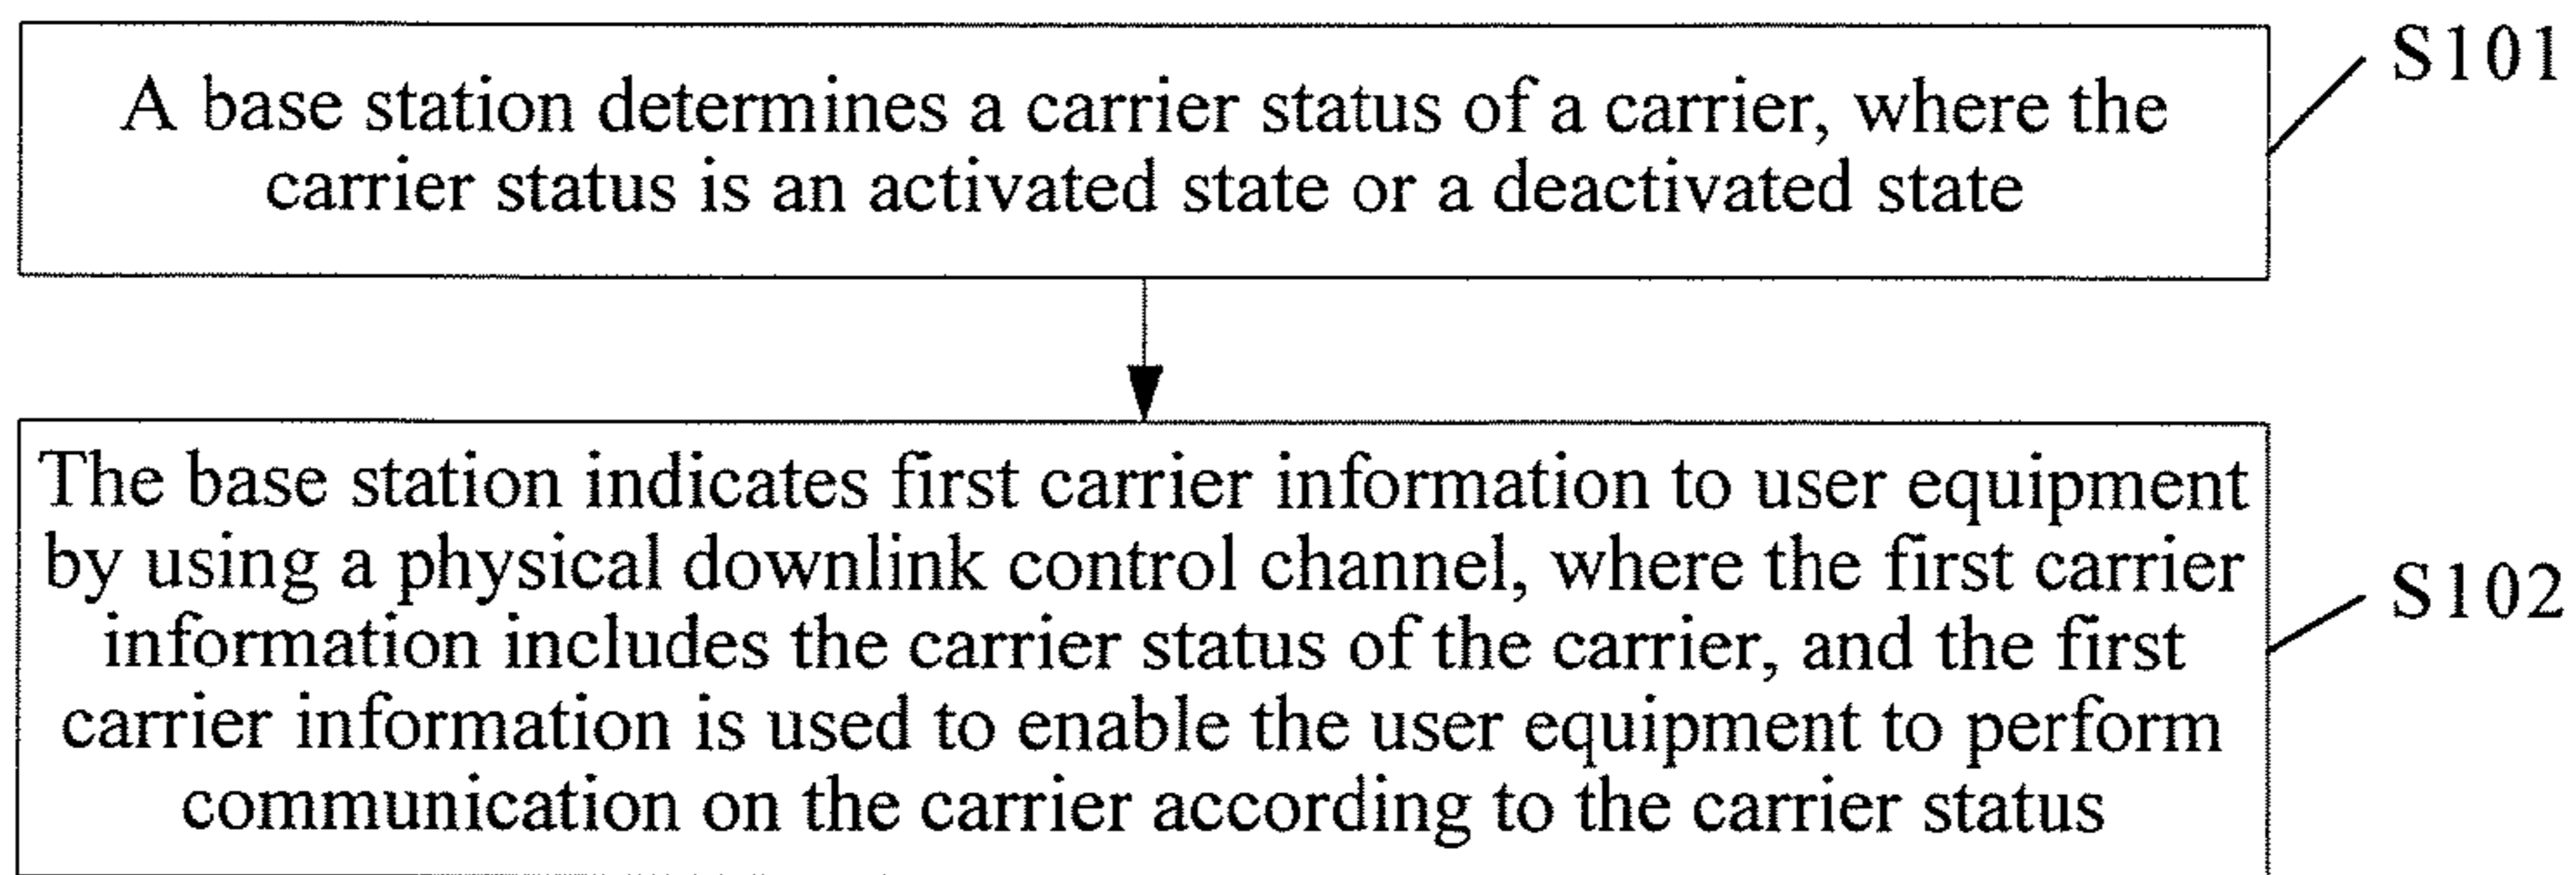 A base station determines a carrier status of a carrier, where the
carrier status is an activated state or a deactivated state
S101
The base station indicates first carrier information to user equipment
by using a physical downlink control channel, where the first carrier
information includes the carrier status of the carrier, and the first
carrier information is used to enable the user equipment to perform
communication on the carrier according to the carrier status
S102